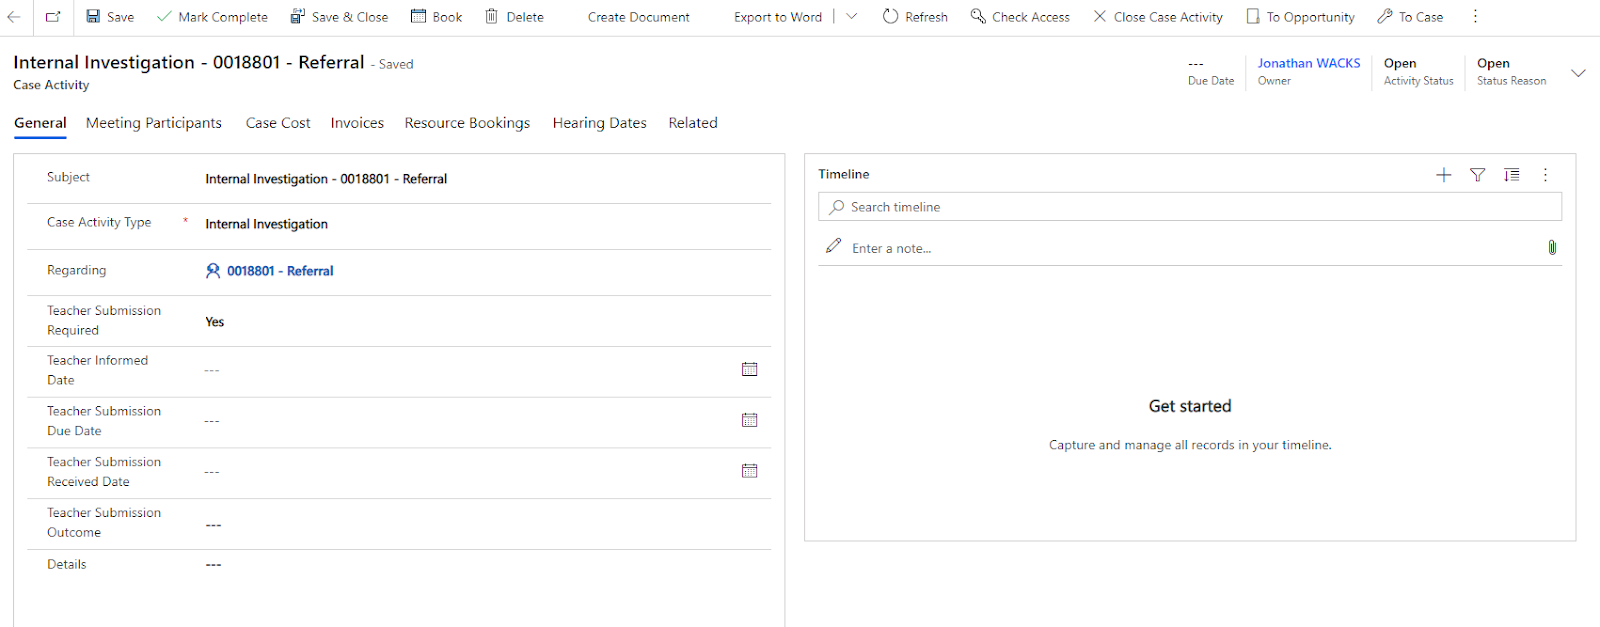 Save Mark Complete Save & Close Book Delete Create Document Export to Word Refresh Check Access Close Case Activity To Opportunity To Case
Internal Investigation - 0018801 - Referral - Saved
Case Activity
--- 
Due Date
Jonathan WACKS
Owner
Open
Activity Status
Open
Status Reason
General Meeting Participants Case Cost Invoices Resource Bookings Hearing Dates Related
Subject Internal Investigation - 0018801 - Referral
Case Activity Type * Internal Investigation
Regarding 0018801 - Referral
Teacher Submission
Required
Yes
Teacher Informed
Date
---
Teacher Submission
Due Date
---
Teacher Submission
Received Date
---
Teacher Submission
Outcome
---
Details ---
Timeline
Search timeline
Enter a note...
Get started
Capture and manage all records in your timeline.